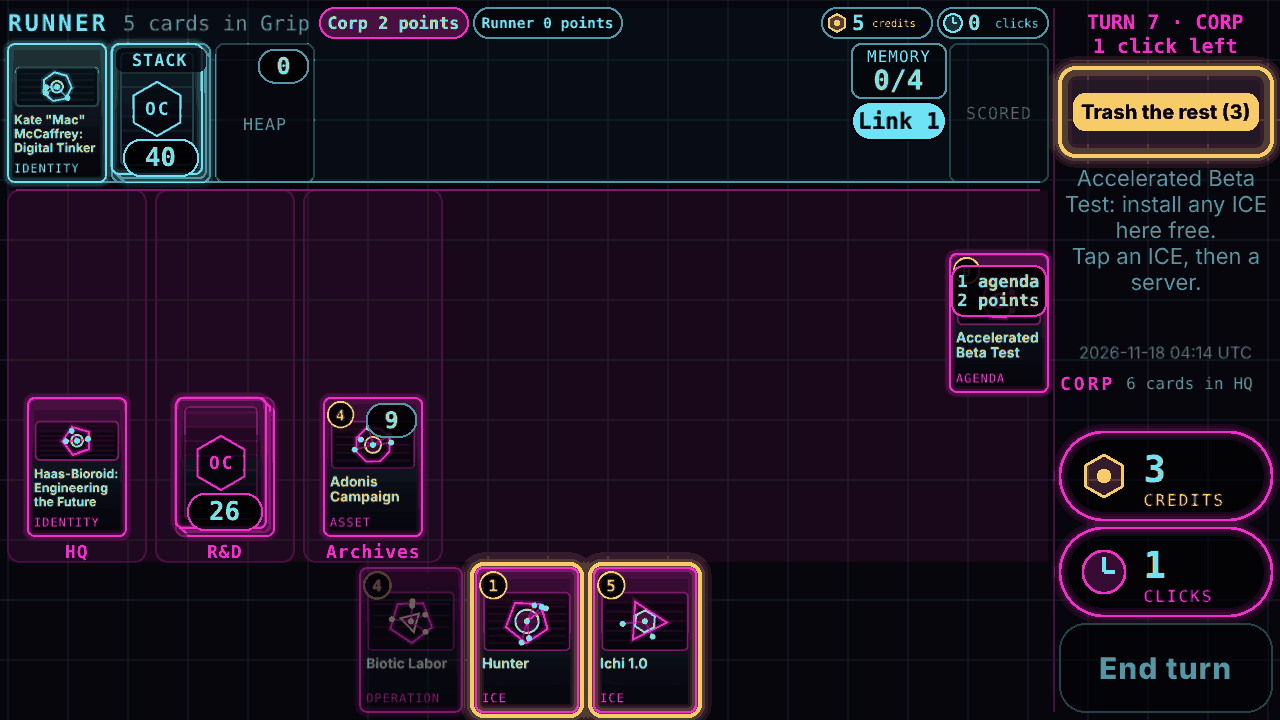 RUNNER 5 cards in Grip Corp 2 points Runner 0 points 5 credits 0 clicks
TURN 7 · CORP
1 click left
Kate "Mac"
McCaffrey:
Digital Tinker
IDENTITY
STACK
OC
40
0
HEAP
MEMORY
0/4
Link 1
SCORED
Trash the rest (3)
Accelerated Beta
Test: install any ICE
here free.
Tap an ICE, then a
server.
2026-11-18 04:14 UTC
CORP 6 cards in HQ
1 agenda
2 points
Accelerated
Beta Test
AGENDA
Haas-Bioroid:
Engineering
the Future
IDENTITY
HQ
OC
26
R&D
4
9
Adonis
Campaign
ASSET
Archives
3
CREDITS
1
CLICKS
End turn
4
Biotic Labor
OPERATION
1
Hunter
ICE
5
Ichi 1.0
ICE